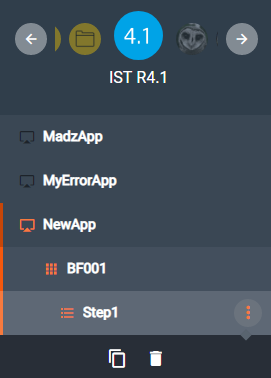 4.1
IST R4.1
MadzApp
MyErrorApp
NewApp
BF001
Step1